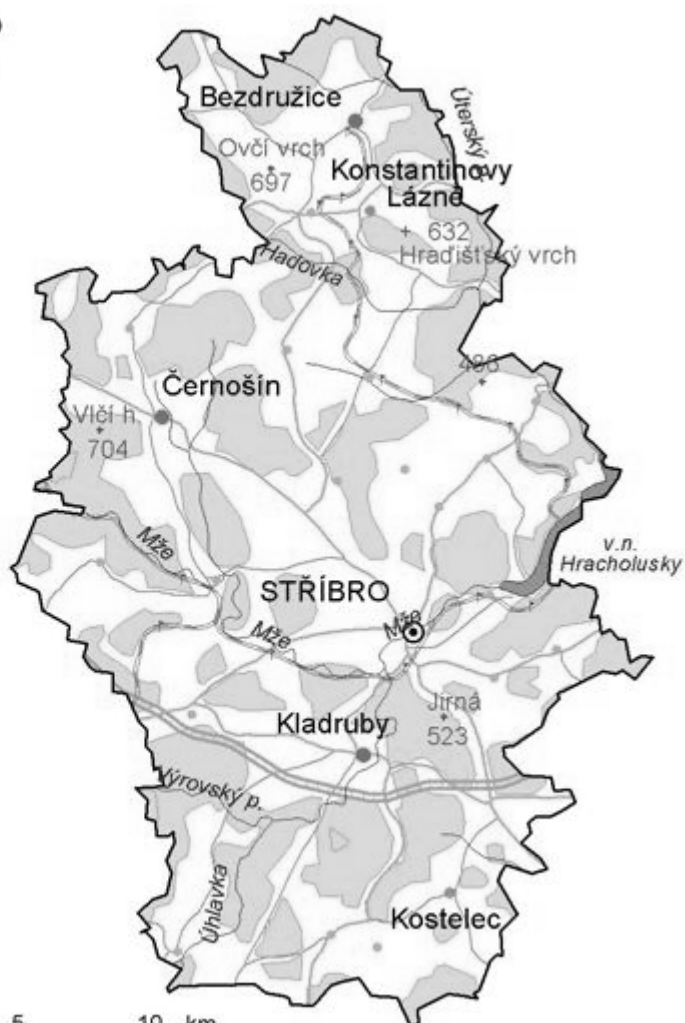 Bezdružice
Úterský p.
Ovčí vrch
697
Konstantinovy
Lázně
632
Hradišťský vrch
Hadovka
486
Černošín
Vlčí h.
704
Mže
v.n.
Hracholusky
STŘÍBRO
Mže
Mže
Jirná
523
Kladruby
Výrovský p.
Úhlavka
Kostelec
5 10 km